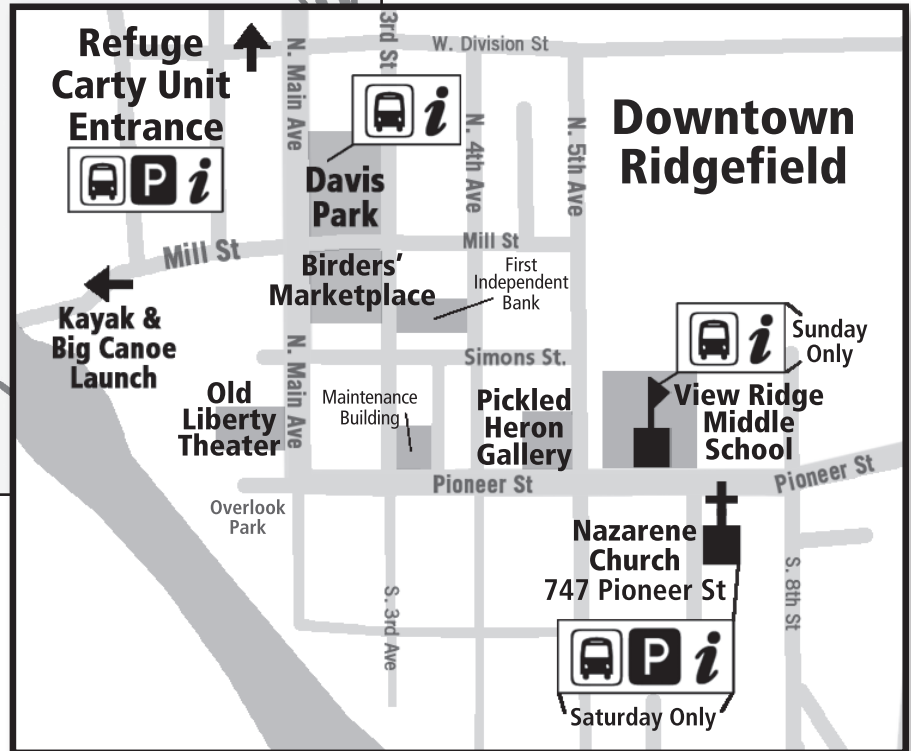 Refuge
Carty Unit
Entrance
P i
N. Main Ave
3rd St
W. Division St
i
Davis
Park
N. 4th Ave
N. 5th Ave
Downtown
Ridgefield
Mill St
Mill St
Birders'
Marketplace
First
Independent
Bank
Kayak &
Big Canoe
Launch
i
Sunday
Only
Simons St.
N. Main Ave
Old
Liberty
Theater
Maintenance
Building
Pickled
Heron
Gallery
View Ridge
Middle
School
Pioneer St
Pioneer St
Overlook
Park
Nazarene
Church
747 Pioneer St
S. 3rd Ave
S. 8th St
P i
Saturday Only